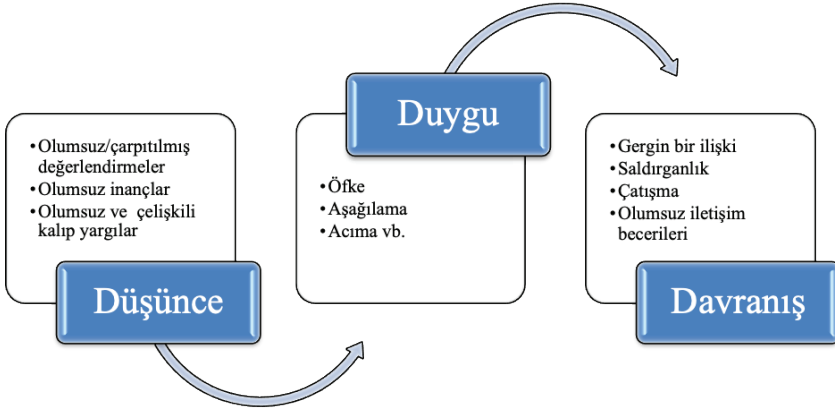 •Olumsuz/çarpıtılmış
değerlendirmeler
•Olumsuz inançlar
•Olumsuz ve çelişkili
kalıp yargılar
Düşünce
Duygu
•Öfke
•Aşağılama
•Acıma vb.
•Gergin bir ilişki
•Saldırganlık
•Çatışma
•Olumsuz iletişim
becerileri
Davranış